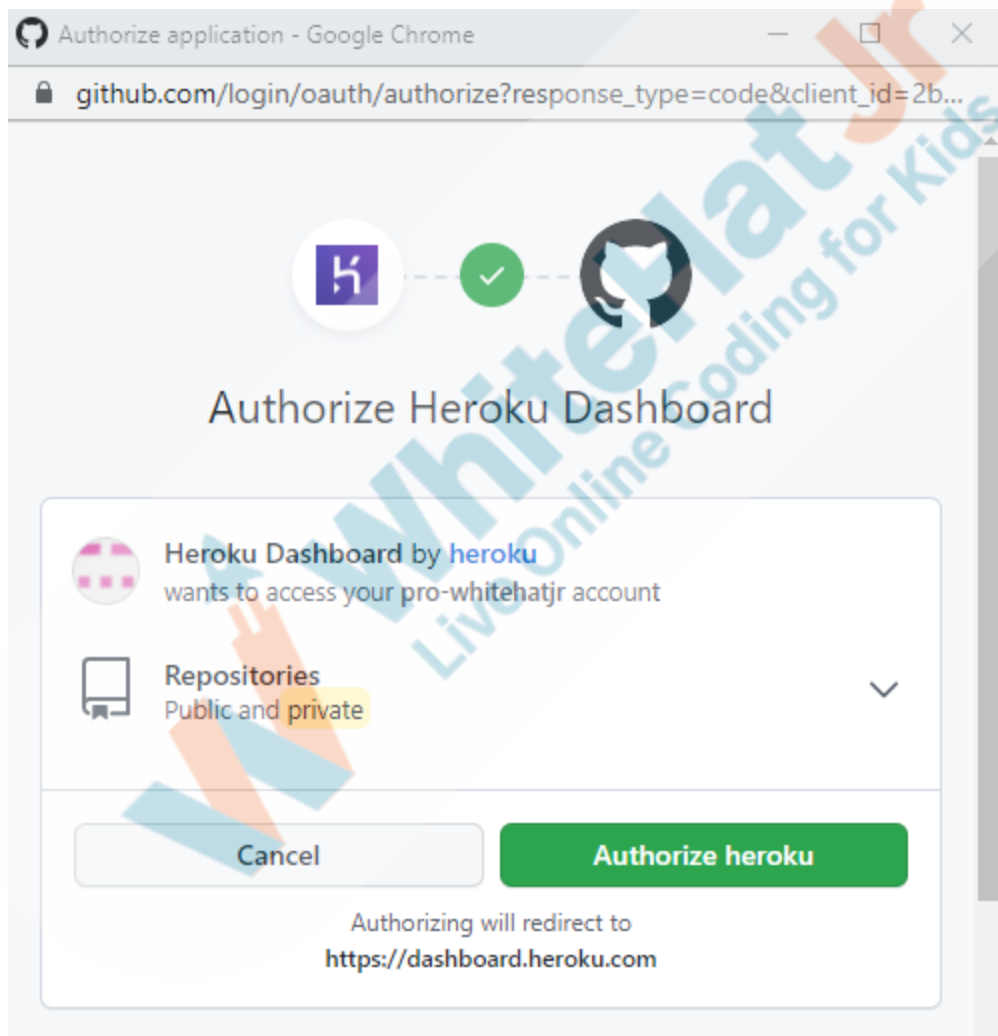 Authorize application - Google Chrome
github.com/login/oauth/authorize?response_type=code&client_id=2b...
Authorize Heroku Dashboard
Heroku Dashboard by heroku
wants to access your pro-whitehatjr account
Repositories
Public and private
Cancel
Authorize heroku
Authorizing will redirect to
https://dashboard.heroku.com
WhiteHat Jr
Live Online Coding for Kids